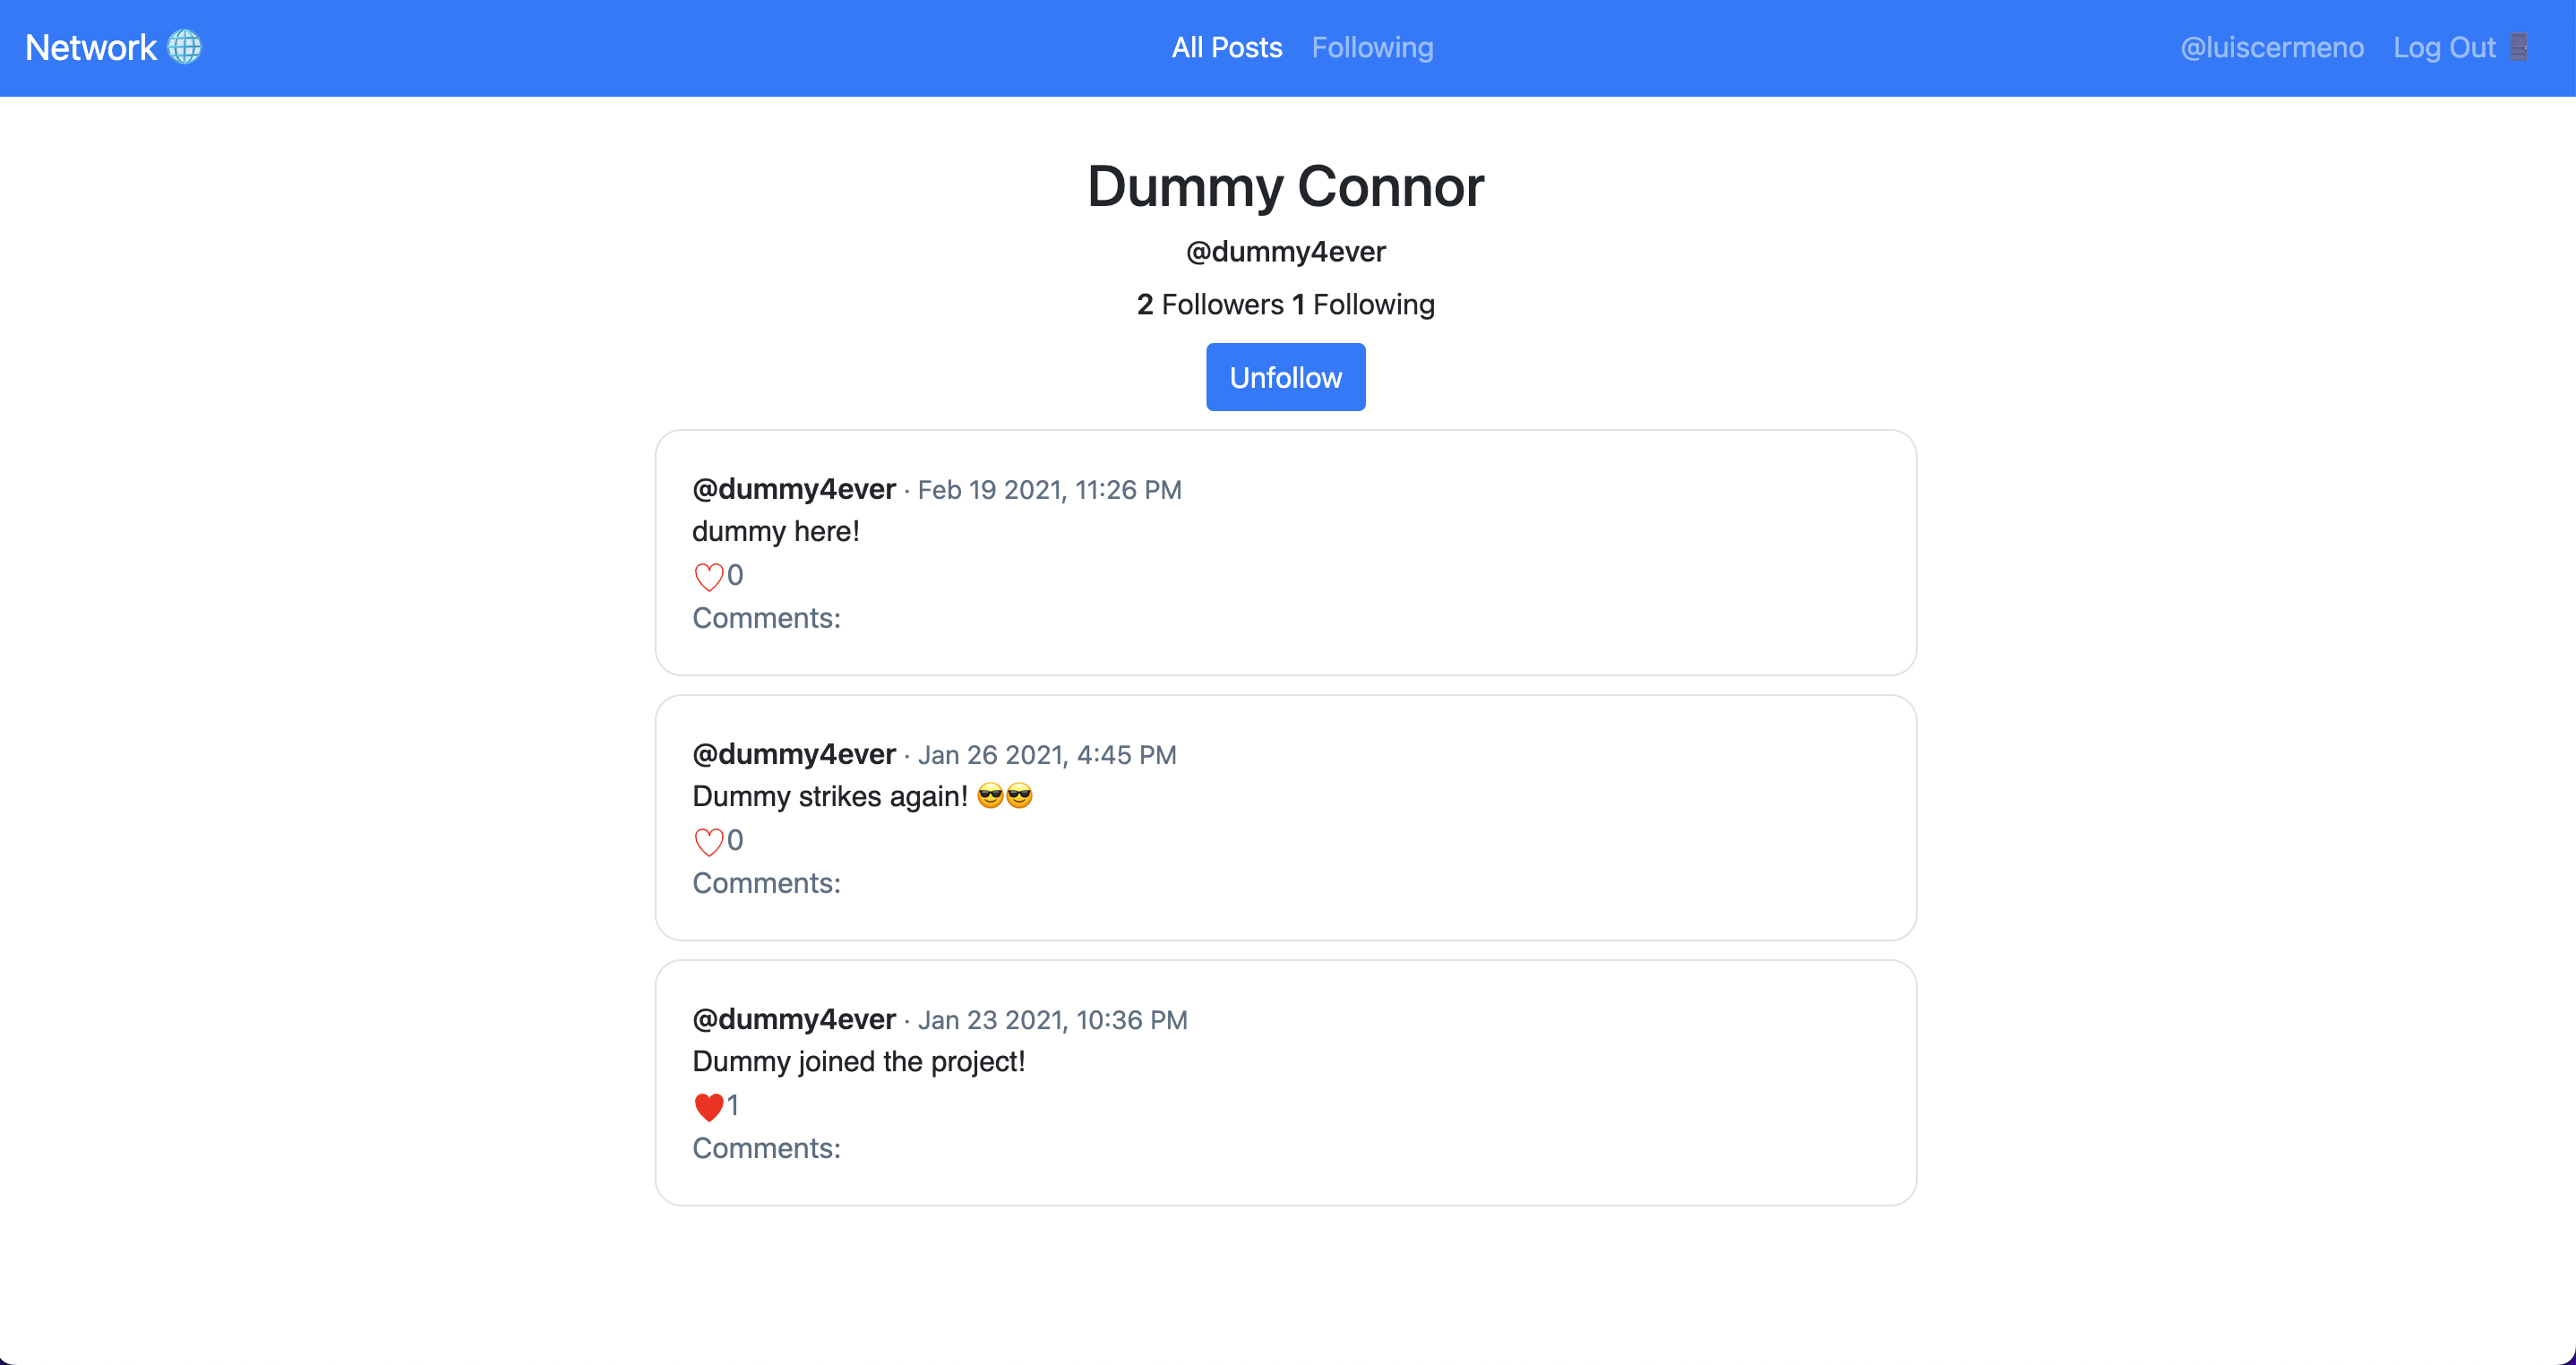 Network 🌐
All Posts Following
@luiscermeno Log Out 🚪
Dummy Connor
@dummy4ever
2 Followers 1 Following
Unfollow
@dummy4ever · Feb 19 2021, 11:26 PM
dummy here!
0
Comments:
@dummy4ever · Jan 26 2021, 4:45 PM
Dummy strikes again! 😎😎
0
Comments:
@dummy4ever · Jan 23 2021, 10:36 PM
Dummy joined the project!
1
Comments: